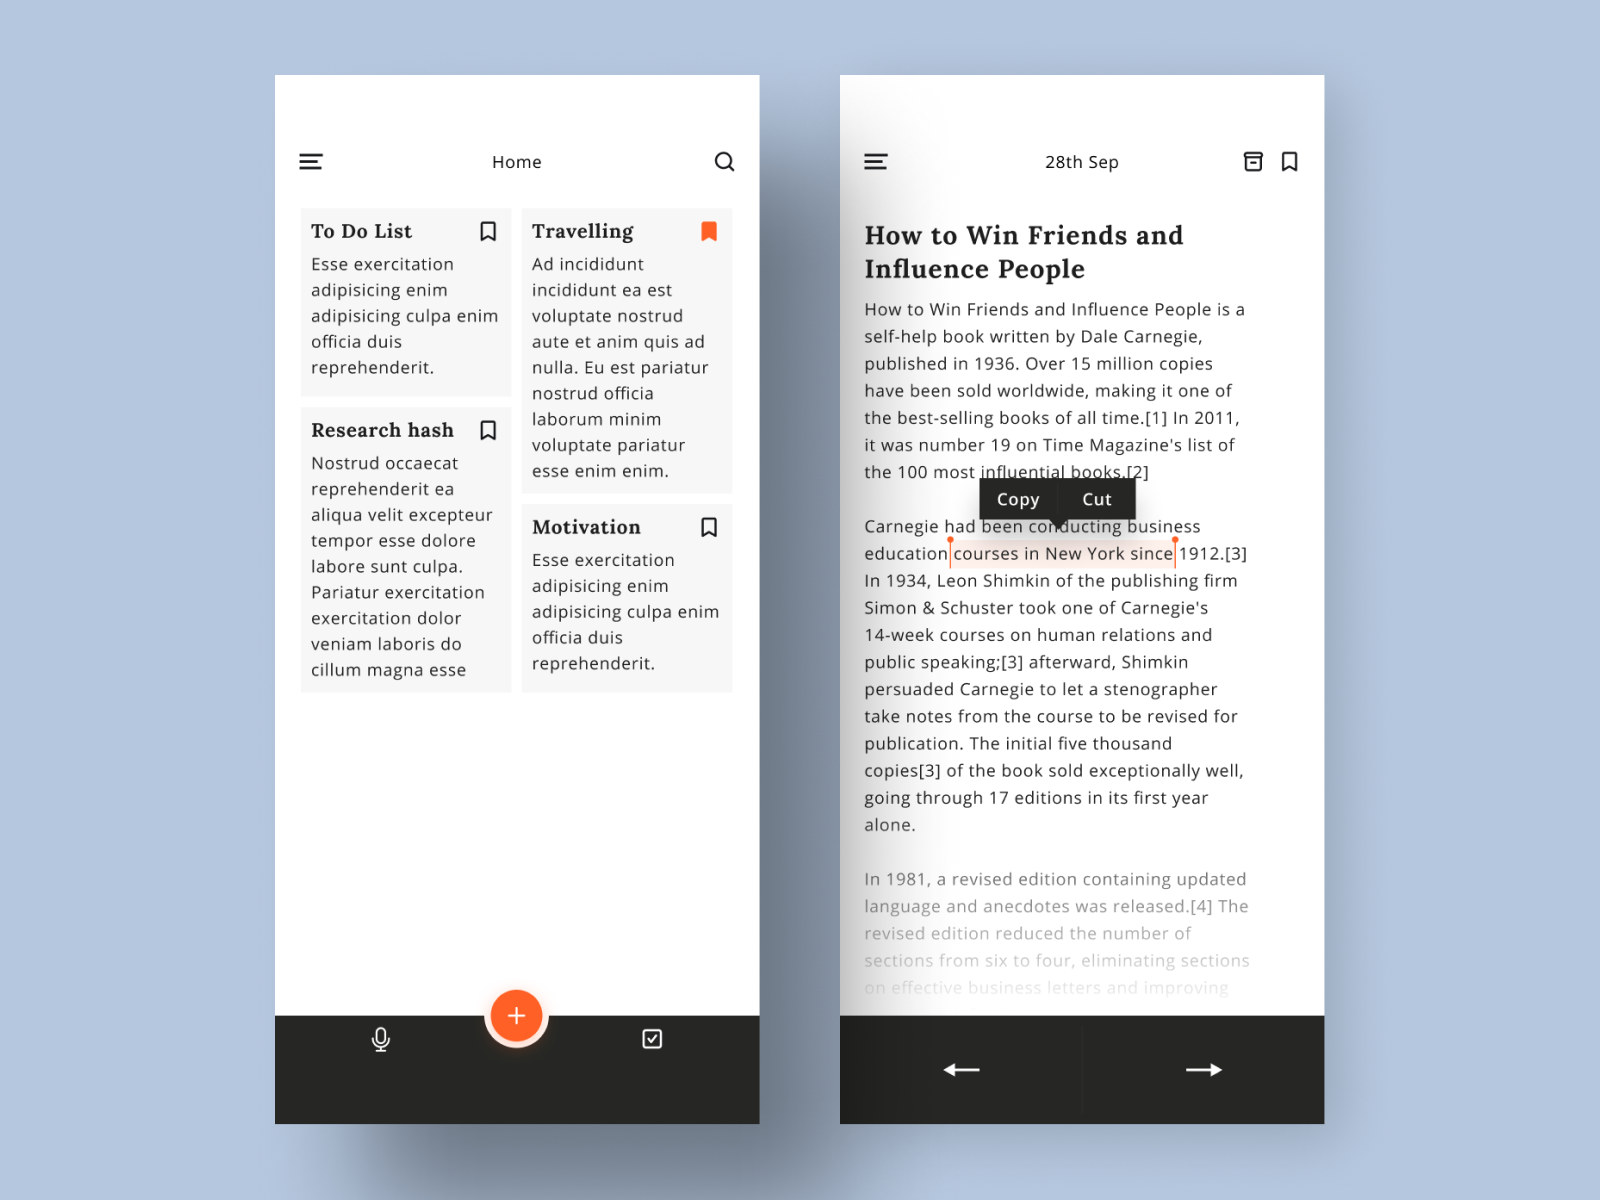 Home
To Do List
Esse exercitation
adipisicing enim
adipisicing culpa enim
officia duis
reprehenderit.
Research hash
Nostrud occaecat
reprehenderit ea
aliqua velit excepteur
tempor esse dolore
labore sunt culpa.
Pariatur exercitation
exercitation dolor
veniam laboris do
cillum magna esse
Travelling
Ad incididunt
incididunt ea est
voluptate nostrud
aute et anim quis ad
nulla. Eu est pariatur
nostrud officia
laborum minim
voluptate pariatur
esse enim enim.
Motivation
Esse exercitation
adipisicing enim
adipisicing culpa enim
officia duis
reprehenderit.
28th Sep
How to Win Friends and
Influence People
How to Win Friends and Influence People is a
self-help book written by Dale Carnegie,
published in 1936. Over 15 million copies
have been sold worldwide, making it one of
the best-selling books of all time.[1] In 2011,
it was number 19 on Time Magazine's list of
the 100 most influential books.[2]
Copy Cut
Carnegie had been conducting business
education courses in New York since 1912.[3]
In 1934, Leon Shimkin of the publishing firm
Simon & Schuster took one of Carnegie's
14-week courses on human relations and
public speaking;[3] afterward, Shimkin
persuaded Carnegie to let a stenographer
take notes from the course to be revised for
publication. The initial five thousand
copies[3] of the book sold exceptionally well,
going through 17 editions in its first year
alone.
In 1981, a revised edition containing updated
language and anecdotes was released.[4] The
revised edition reduced the number of
sections from six to four, eliminating sections
on effective business letters and improving